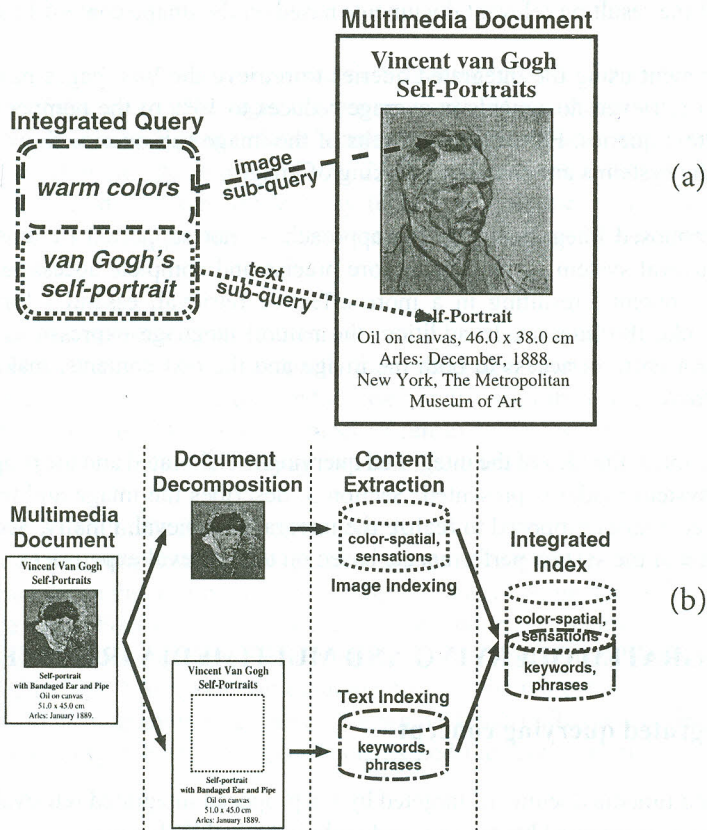 Multimedia Document
Vincent van Gogh
Self-Portraits
Integrated Query
warm colors
van Gogh's
self-portrait
image
sub-query
text
sub-query
lf-Portrait
Oil on canvas, 46.0 x 38.0 cm
Arles: December, 1888.
New York, The Metropolitan
Museum of Art
(a)
Multimedia
Document
Vincent Van Gogh
Self-Portraits
Self-portrait
with Bandaged Ear and Pipe
Oil on canvas
51.0 x 45.0 cm
Arles: January 1889.
Document
Decomposition
Vincent Van Gogh
Self-Portraits
Self-portrait
with Bandaged Ear and Pipe
Oil on canvas
51.0 x 45.0 cm
Arles: January 1889.
Content
Extraction
color-spatial,
sensations
Image Indexing
Text Indexing
keywords,
phrases
Integrated
Index
color-spatial,
sensations
keywords,
phrases
(b)